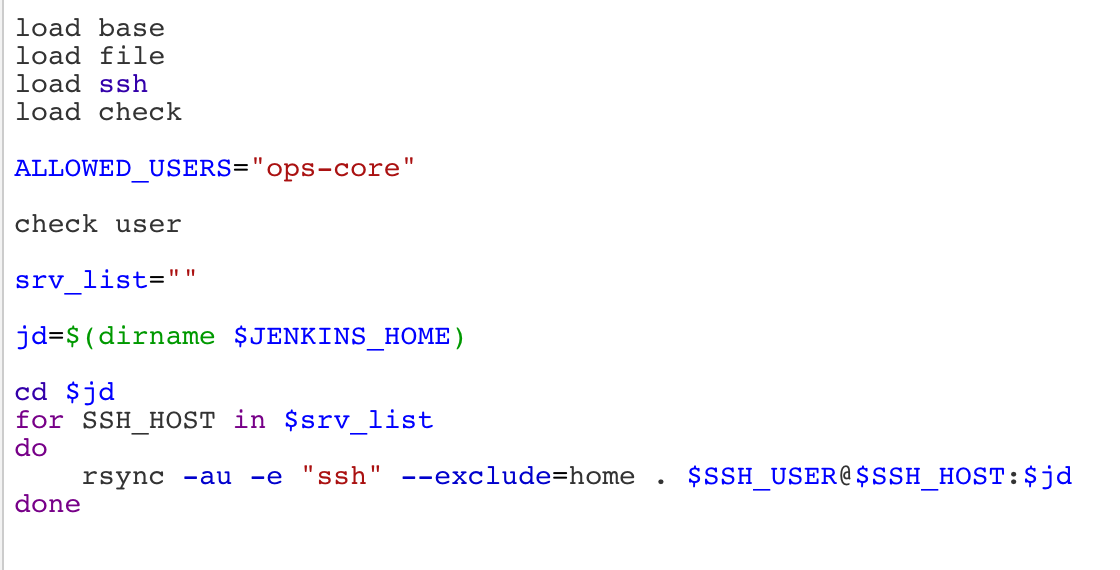 load base
load file
load ssh
load check
ALLOWED_USERS="ops-core"
check user
srv_list=""
jd=$(dirname $JENKINS_HOME)
cd $jd
for SSH_HOST in $srv_list
do
    rsync -au -e "ssh" --exclude=home . $SSH_USER@$SSH_HOST:$jd
done